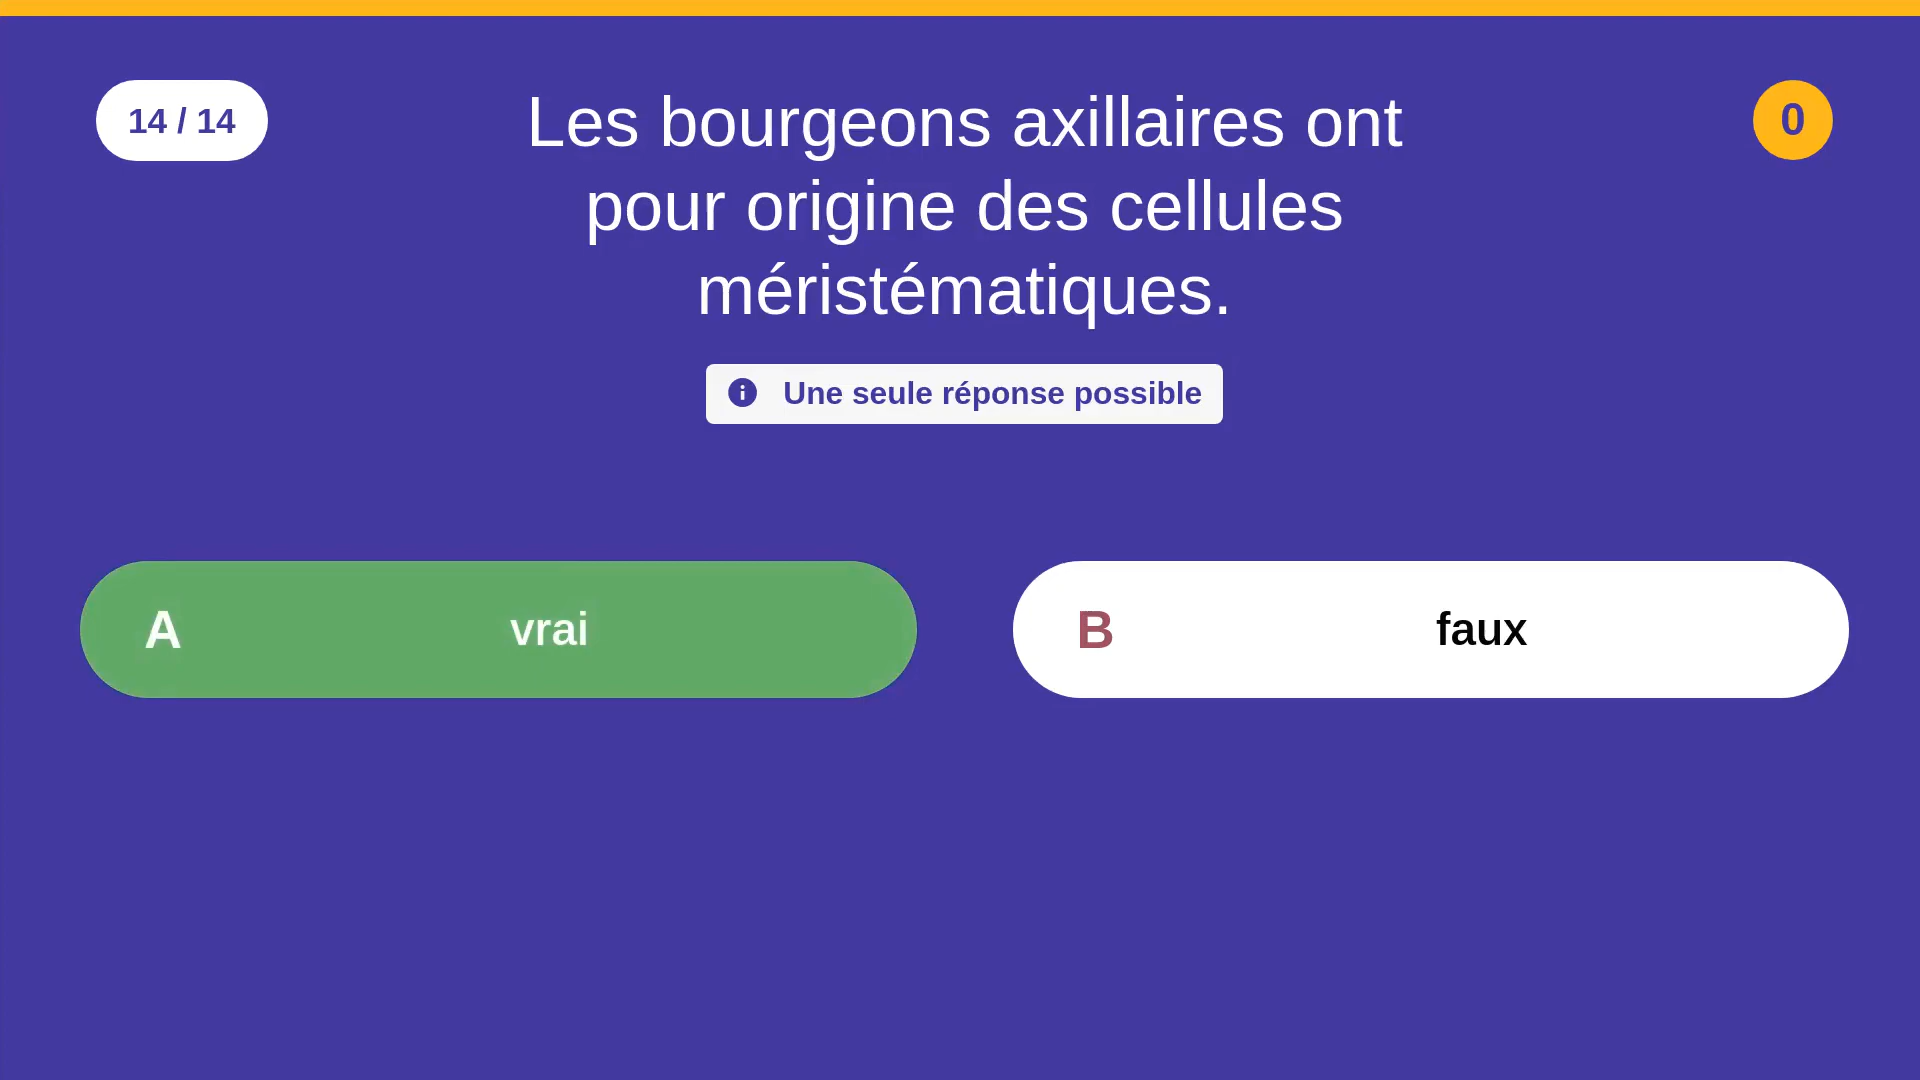 14 / 14
Les bourgeons axillaires ont
pour origine des cellules
méristématiques.
0
Une seule réponse possible
A vrai
B faux